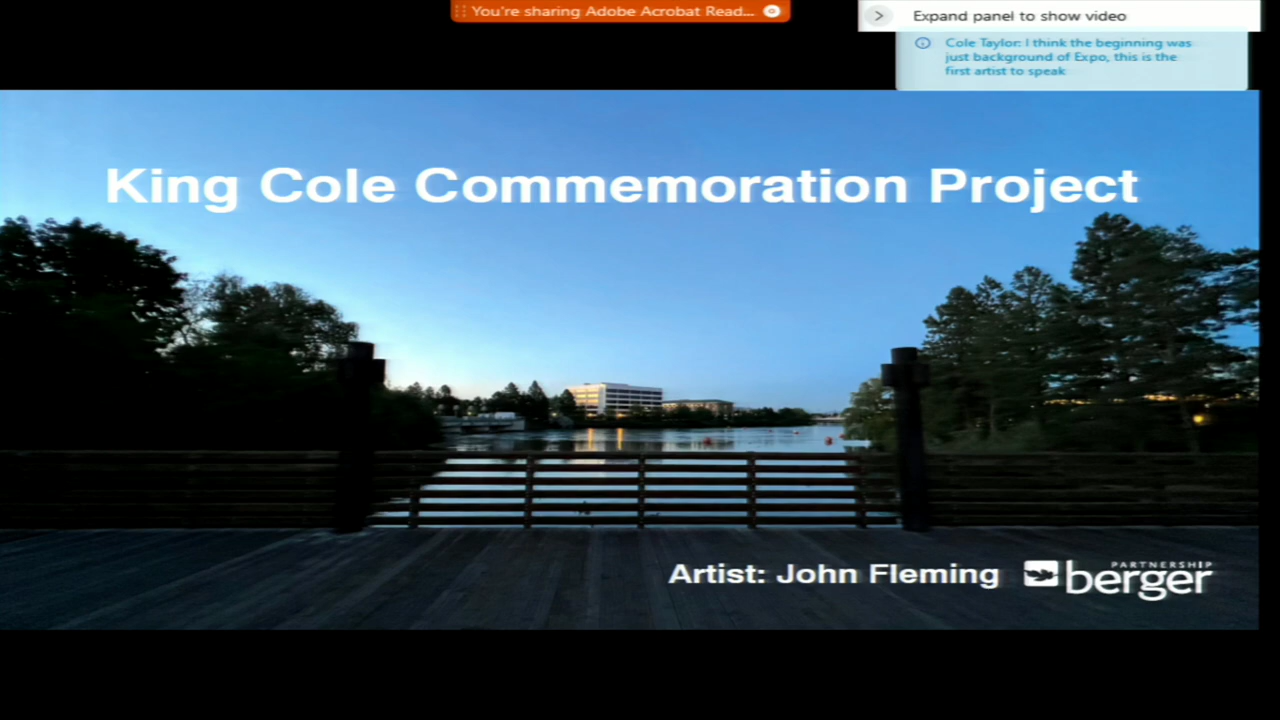 You're sharing Adobe Acrobat Read...
Expand panel to show video
Cole Taylor: I think the beginning was
just background of Expo, this is the
first artist to speak
King Cole Commemoration Project
Artist: John Fleming
PARTNERSHIP
berger